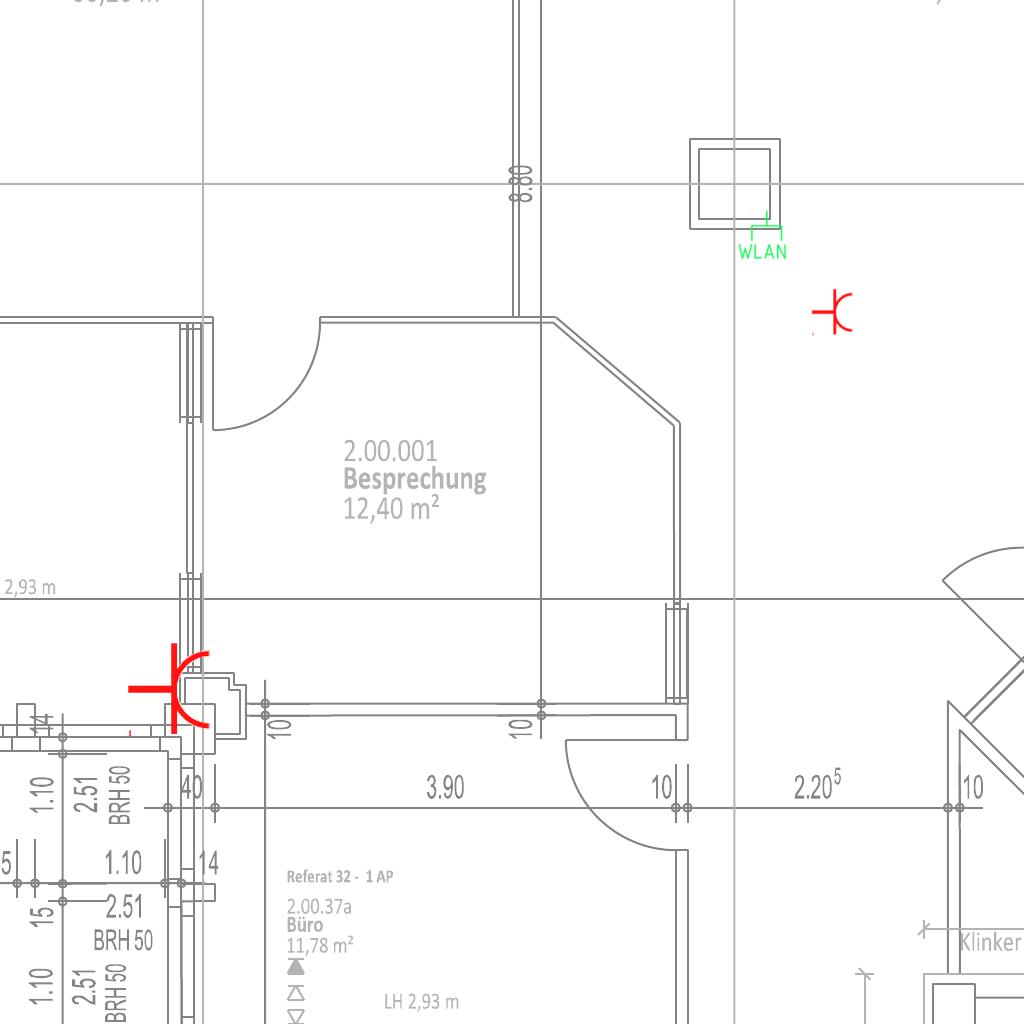 8.80
WLAN
2.00.001
Besprechung
12,40 m²
2,93 m
14
10
10
1.10
2.51
BRH 50
40
3.90
10
2.20⁵
10
5
1.10
14
2.51
BRH 50
15
1.10
2.51
BRH 50
Referat 32 - 1 AP
2.00.37a
Büro
11,78 m²
LH 2,93 m
Klinker